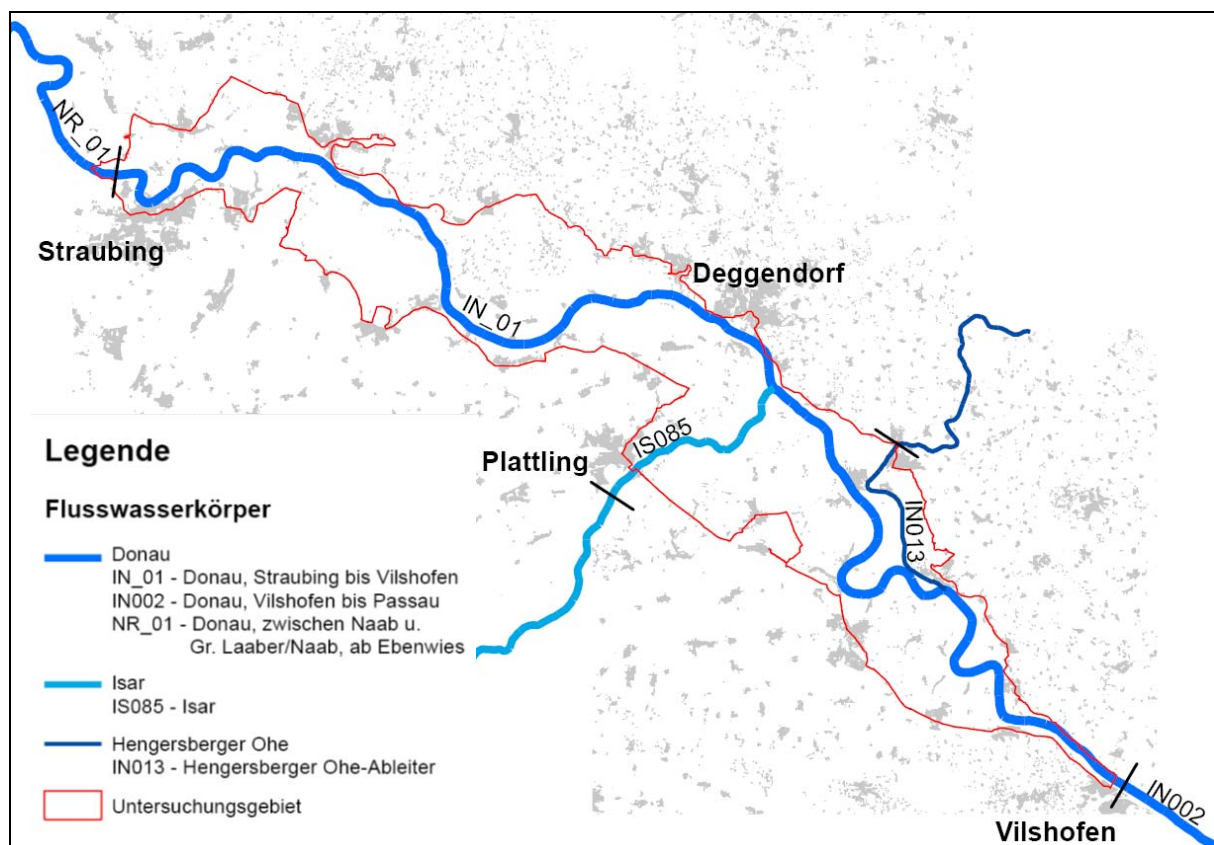 NR_01
Straubing
Deggendorf
IN_01
IS085
Plattling
IN013
Legende
Flusswasserkörper
Donau
IN_01 - Donau, Straubing bis Vilshofen
IN002 - Donau, Vilshofen bis Passau
NR_01 - Donau, zwischen Naab u.
Gr. Laaber/Naab, ab Ebenwies
Isar
IS085 - Isar
Hengersberger Ohe
IN013 - Hengersberger Ohe-Ableiter
Untersuchungsgebiet
IN002
Vilshofen